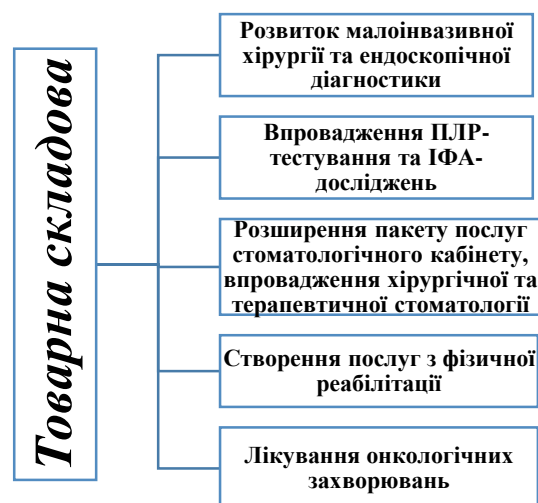 Товарна складова
Розвиток малоінвазивної
хірургії та ендоскопічної
діагностики
Впровадження ПЛР-
тестування та ІФА-
досліджень
Розширення пакету послуг
стоматологічного кабінету,
впровадження хірургічної та
терапевтичної стоматології
Створення послуг з фізичної
реабілітації
Лікування онкологічних
захворювань